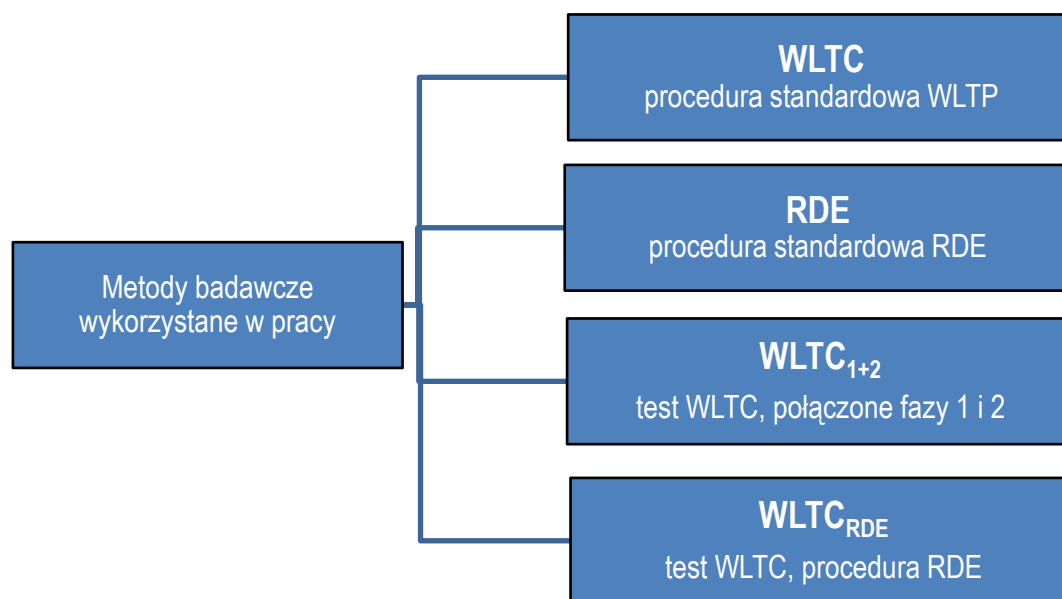 WLTC
procedura standardowa WLTP
RDE
procedura standardowa RDE
Metody badawcze
wykorzystane w pracy
WLTC1+2
test WLTC, połączone fazy 1 i 2
WLTCRDE
test WLTC, procedura RDE